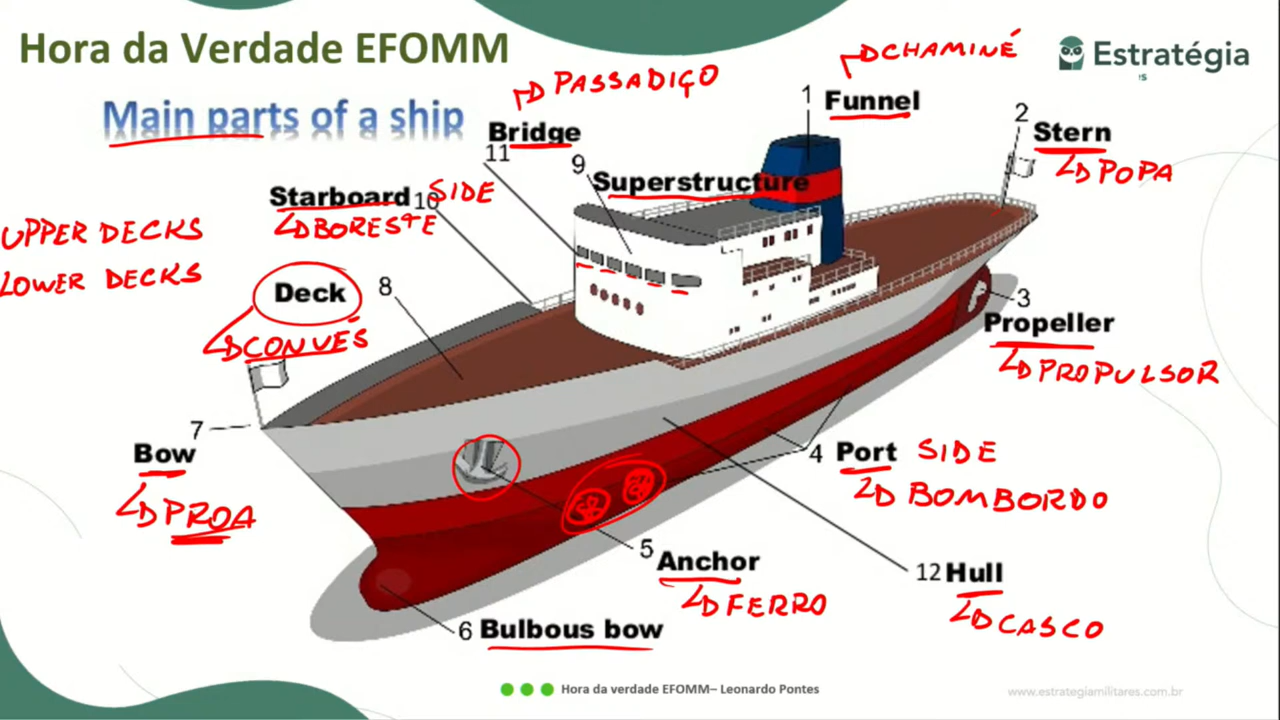 Hora da Verdade EFOMM
Estratégia
es
Main parts of a ship
PASSADIÇO
CHAMINÉ
1 Funnel
Bridge
11
2 Stern
POPA
9
Superstructure
Starboard SIDE
10
BORESTE
UPPER DECKS
LOWER DECKS
Deck 8
CONVÉS
3
Propeller
PROPULSOR
7
Bow
PROA
4 Port SIDE
BOMBORDO
5 Anchor
FERRO
12 Hull
CASCO
6 Bulbous bow
Hora da verdade EFOMM– Leonardo Pontes
www.estrategiamilitares.com.br